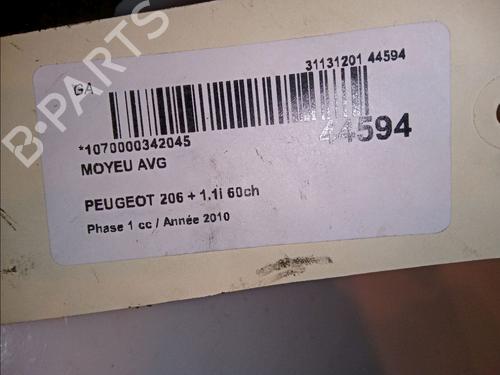 B-PARTS
GA
31131201 44594
*1070000342045
44594
MOYEU AVG
PEUGEOT 206 + 1.1i 60ch
Phase 1 cc / Année 2010